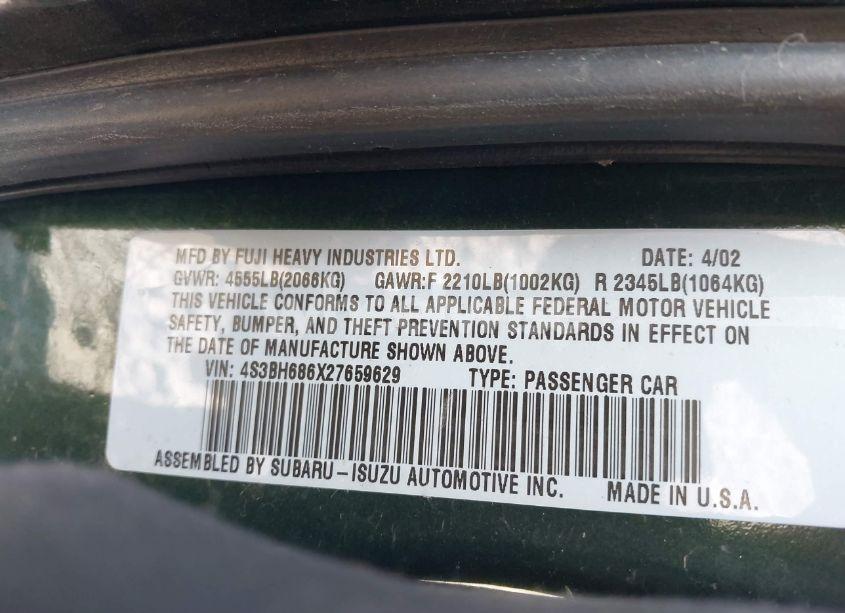 MFD BY FUJI HEAVY INDUSTRIES LTD. DATE: 4/02
GVWR: 4555LB(2066KG) GAWR:F 2210LB(1002KG) R 2345LB(1064KG)
THIS VEHICLE CONFORMS TO ALL APPLICABLE FEDERAL MOTOR VEHICLE
SAFETY, BUMPER, AND THEFT PREVENTION STANDARDS IN EFFECT ON
THE DATE OF MANUFACTURE SHOWN ABOVE.
VIN: 4S3BH686X27659629 TYPE: PASSENGER CAR
ASSEMBLED BY SUBARU-ISUZU AUTOMOTIVE INC. MADE IN U.S.A.